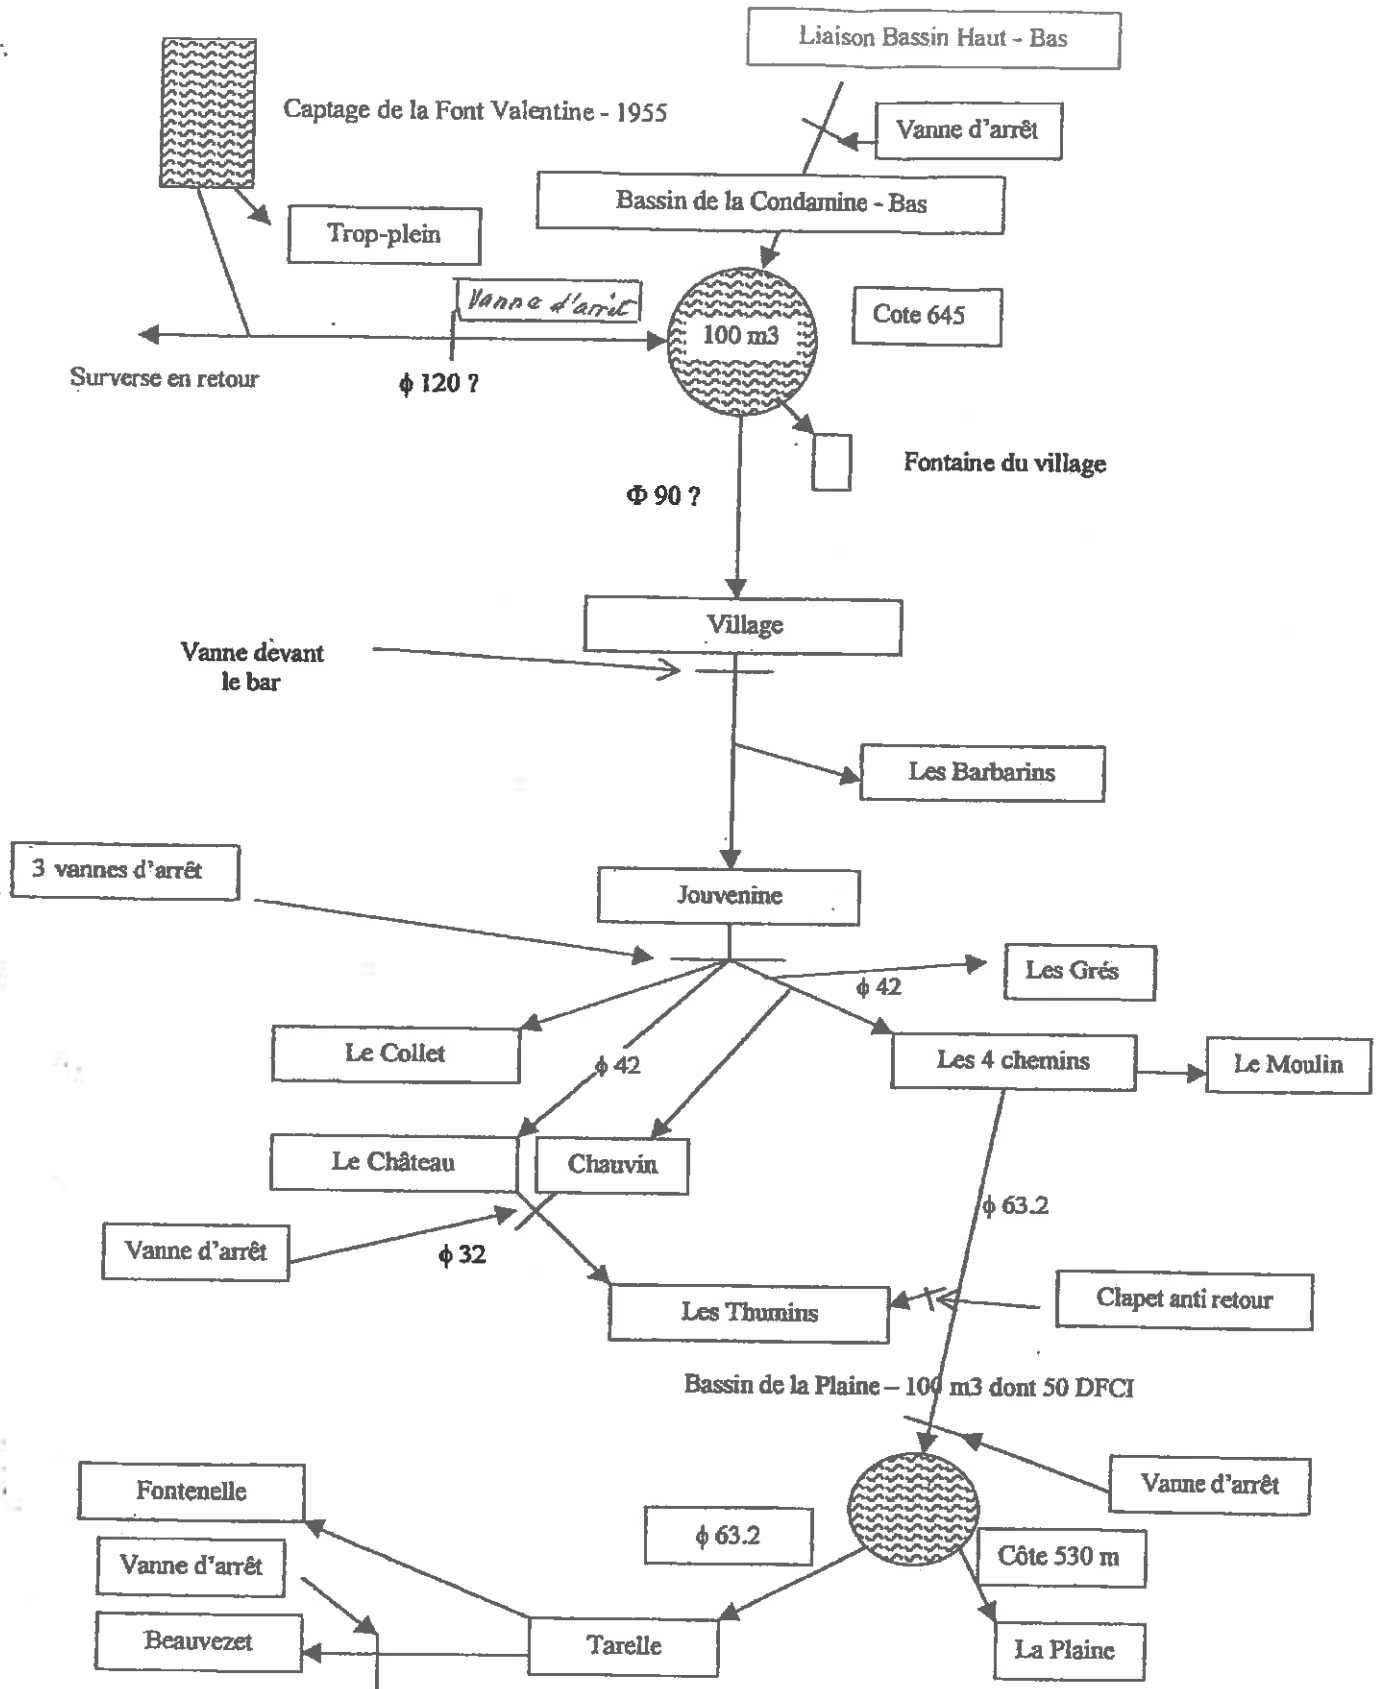 Liaison Bassin Haut - Bas
Captage de la Font Valentine - 1955
Vanne d'arrêt
Bassin de la Condamine - Bas
Trop-plein
Vanne d'arrêt
Cote 645
100 m3
Surverse en retour
ϕ 120 ?
Fontaine du village
Φ 90 ?
Village
Vanne devant
le bar
Les Barbarins
3 vannes d'arrêt
Jouvenine
Les Grés
ϕ 42
Le Collet
Les 4 chemins
Le Moulin
ϕ 42
Le Château
Chauvin
ϕ 63.2
Vanne d'arrêt
ϕ 32
Les Thumins
Clapet anti retour
Bassin de la Plaine – 100 m3 dont 50 DFCI
Fontenelle
Vanne d'arrêt
ϕ 63.2
Côte 530 m
Vanne d'arrêt
Beauvezet
Tarelle
La Plaine